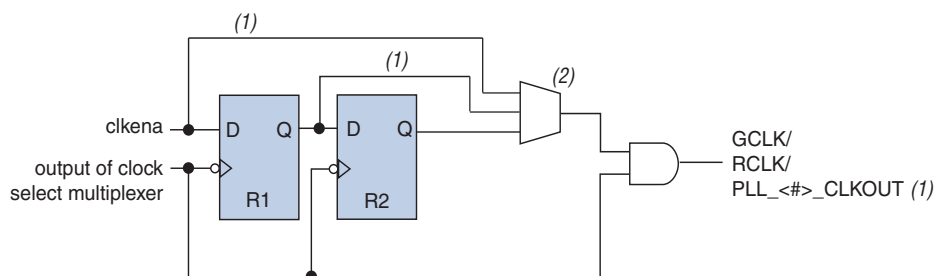 (1)
(1)
(2)
clkena
D
Q
D
Q
GCLK/
RCLK/
PLL_<#>_CLKOUT (1)
output of clock
select multiplexer
R1
R2